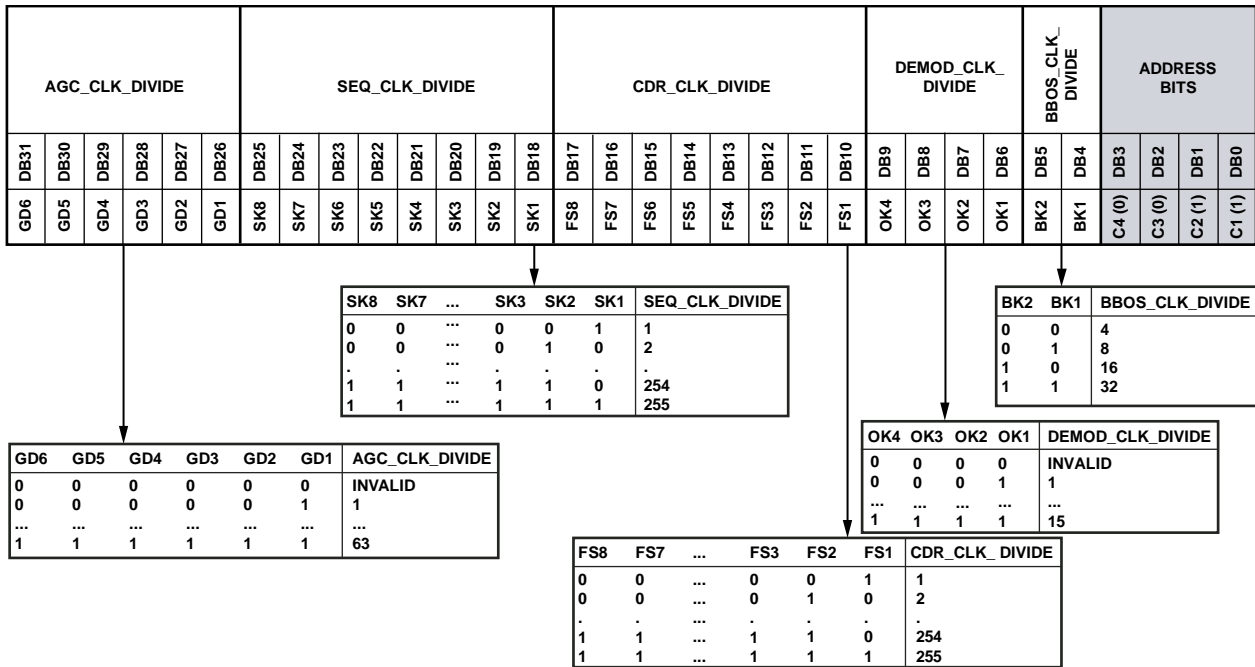 AGC_CLK_DIVIDE SEQ_CLK_DIVIDE CDR_CLK_DIVIDE DEMOD_CLK_ DIVIDE BBOS_CLK_ DIVIDE ADDRESS BITS
DB31 DB30 DB29 DB28 DB27 DB26 DB25 DB24 DB23 DB22 DB21 DB20 DB19 DB18 DB17 DB16 DB15 DB14 DB13 DB12 DB11 DB10 DB9 DB8 DB7 DB6 DB5 DB4 DB3 DB2 DB1 DB0
GD6 GD5 GD4 GD3 GD2 GD1 SK8 SK7 SK6 SK5 SK4 SK3 SK2 SK1 FS8 FS7 FS6 FS5 FS4 FS3 FS2 FS1 OK4 OK3 OK2 OK1 BK2 BK1 C4 (0) C3 (0) C2 (1) C1 (1)
SK8 SK7 ... SK3 SK2 SK1 SEQ_CLK_DIVIDE
0 0 ... 0 0 1 1
0 0 ... 0 1 0 2
. . ... . . . .
1 1 ... 1 1 0 254
1 1 ... 1 1 1 255
BK2 BK1 BBOS_CLK_DIVIDE
0 0 4
0 1 8
1 0 16
1 1 32
GD6 GD5 GD4 GD3 GD2 GD1 AGC_CLK_DIVIDE
0 0 0 0 0 0 INVALID
0 0 0 0 0 1 1
... ... ... ... ... ... ...
1 1 1 1 1 1 63
OK4 OK3 OK2 OK1 DEMOD_CLK_DIVIDE
0 0 0 0 INVALID
0 0 0 1 1
... ... ... ... ...
1 1 1 1 15
FS8 FS7 ... FS3 FS2 FS1 CDR_CLK_ DIVIDE
0 0 ... 0 0 1 1
0 0 ... 0 1 0 2
. . ... . . . .
1 1 ... 1 1 0 254
1 1 ... 1 1 1 255